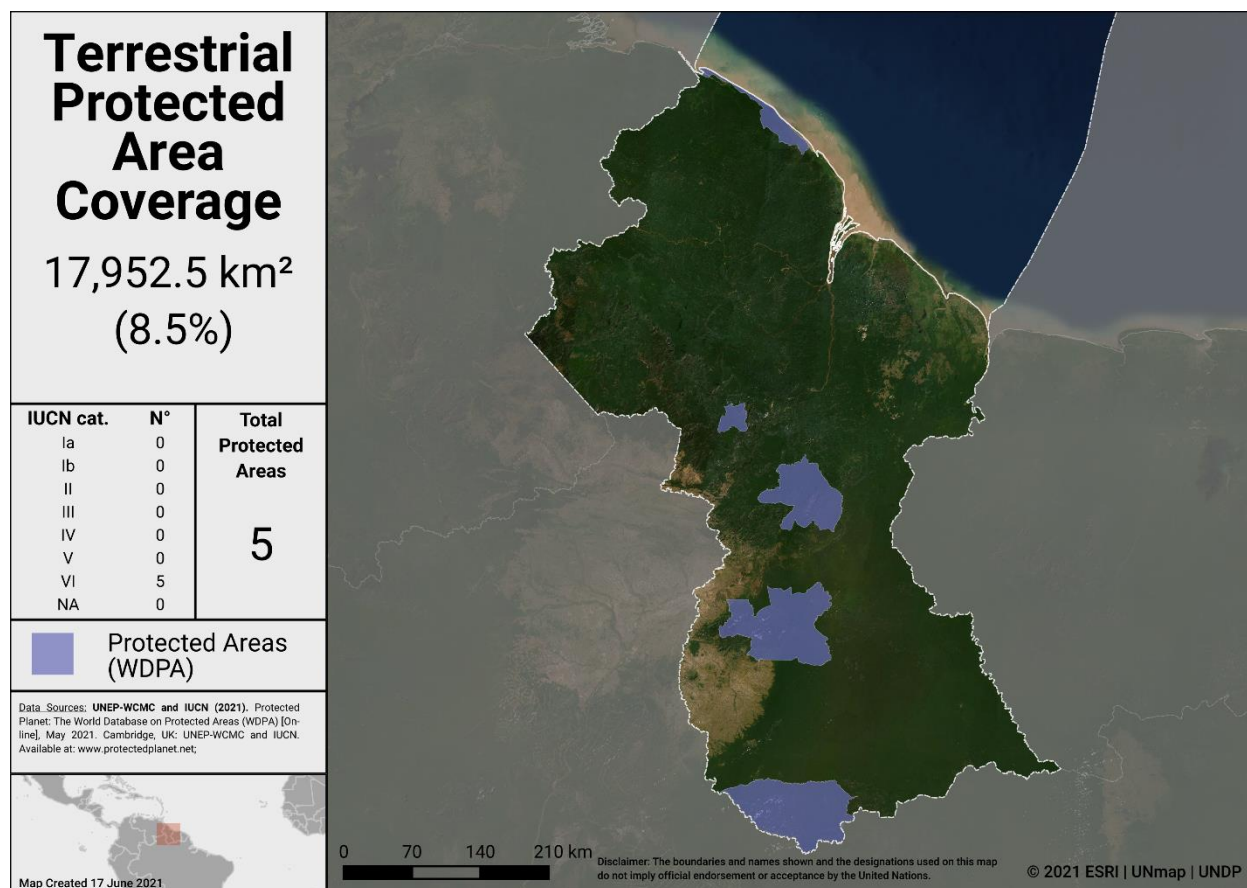 Terrestrial
Protected
Area
Coverage
17,952.5 km²
(8.5%)
IUCN cat. N°
Ia 0
Ib 0
II 0
III 0
IV 0
V 0
VI 5
NA 0
Total
Protected
Areas
5
Protected Areas
(WDPA)
Data Sources: UNEP-WCMC and IUCN (2021). Protected
Planet: The World Database on Protected Areas (WDPA) [On-
line], May 2021. Cambridge, UK: UNEP-WCMC and IUCN.
Available at: www.protectedplanet.net;
Map Created 17 June 2021
0 70 140 210 km
Disclaimer: The boundaries and names shown and the designations used on this map
do not imply official endorsement or acceptance by the United Nations.
© 2021 ESRI | UNmap | UNDP